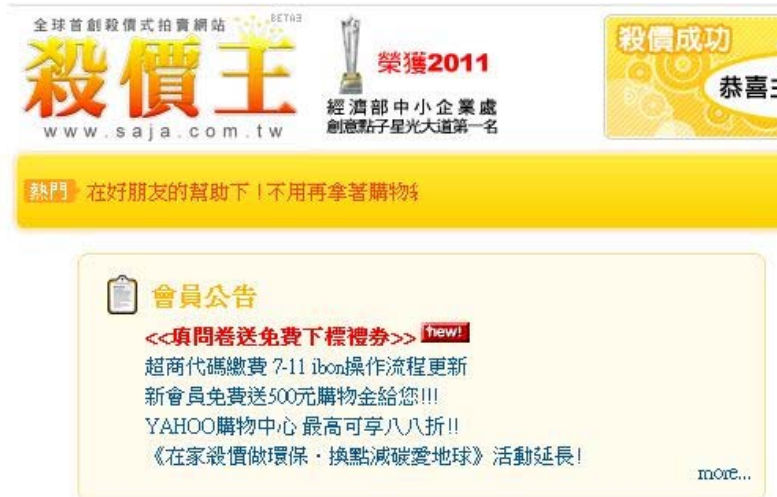 全球首創殺價式拍賣網站
BETA3
殺價王
www.saja.com.tw
榮獲2011
經濟部中小企業處
創意點子星光大道第一名
殺價成功
恭喜
熱門 在好朋友的幫助下!不用再拿著購物
會員公告
<<填問卷送免費下標禮券>> new!
超商代碼繳費 7-11 ibon操作流程更新
新會員免費送500元購物金給您!!!
YAHOO購物中心 最高可享八八折!!
《在家殺價做環保‧換點減碳愛地球》活動延長!
more...